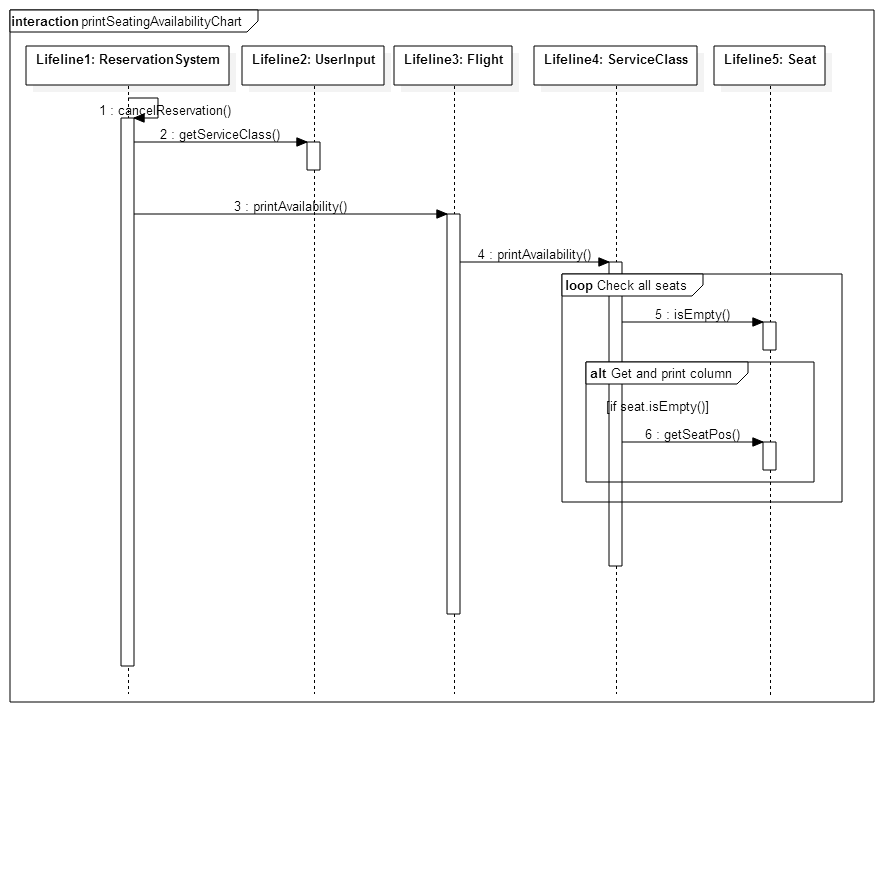 interaction printSeatingAvailabilityChart
Lifeline1: ReservationSystem
Lifeline2: UserInput
Lifeline3: Flight
Lifeline4: ServiceClass
Lifeline5: Seat
1 : cancelReservation()
2 : getServiceClass()
3 : printAvailability()
4 : printAvailability()
loop Check all seats
5 : isEmpty()
alt Get and print column
[if seat.isEmpty()]
6 : getSeatPos()